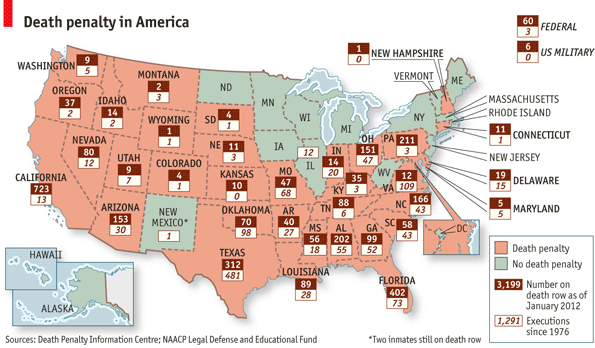 Death penalty in America
60
3
FEDERAL
6
0
US MILITARY
1
0
NEW HAMPSHIRE
VERMONT
ME
MASSACHUSETTS
RHODE ISLAND
11
1
CONNECTICUT
NEW JERSEY
19
15
DELAWARE
5
5
MARYLAND
DC
WASHINGTON
9
5
OREGON
37
2
IDAHO
14
2
MONTANA
2
3
WYOMING
1
1
NEVADA
80
12
UTAH
9
7
COLORADO
4
1
CALIFORNIA
723
13
ARIZONA
153
30
NEW
MEXICO*
1
ND
SD
4
1
NE
11
3
KANSAS
10
0
OKLAHOMA
70
98
TEXAS
312
481
MN
IA
WI
12
IL
MI
MO
47
68
AR
40
27
LOUISIANA
89
28
IN
14
20
OH
151
47
KY
35
3
TN
88
6
MS
56
18
AL
202
55
GA
99
52
FLORIDA
402
73
SC
58
43
NC
166
43
VA
12
109
WV
PA
211
3
NY
HAWAII
ALASKA
Death penalty
No death penalty
3,199
Number on
death row as of
January 2012
1,291
Executions
since 1976
Sources: Death Penalty Information Centre; NAACP Legal Defense and Educational Fund
*Two inmates still on death row